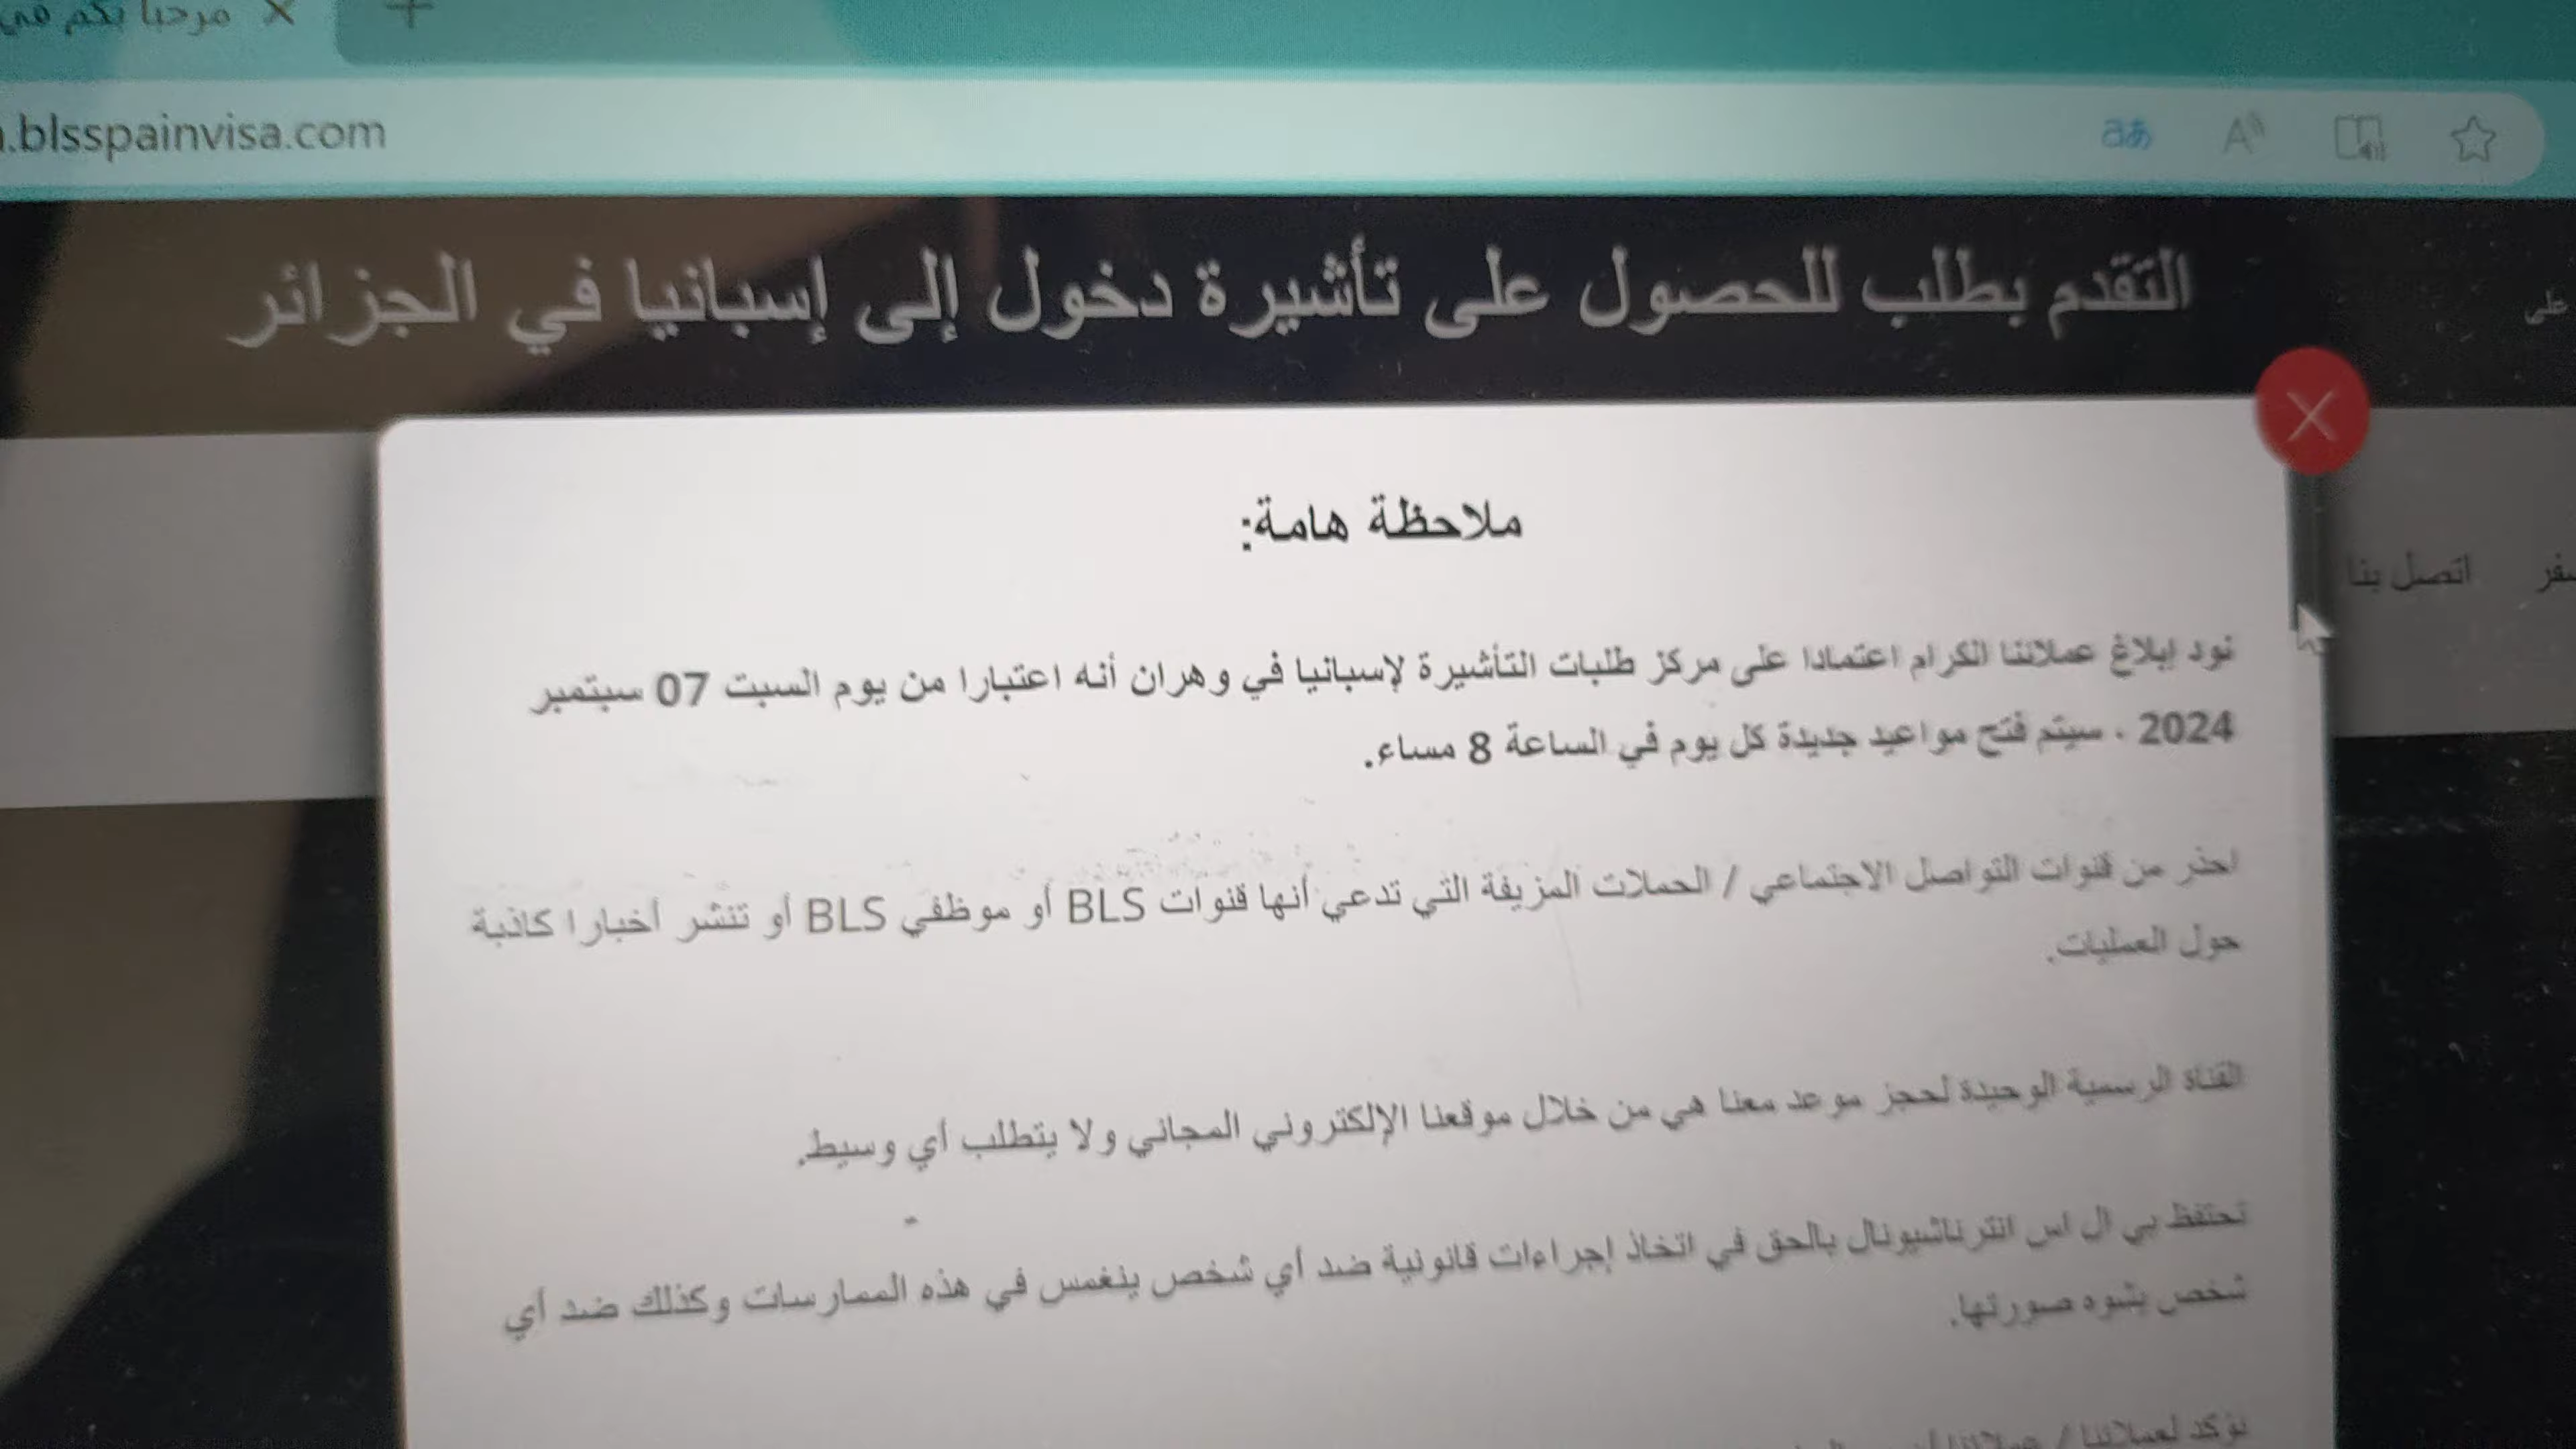 مرحبا بكم في
.blsspainvisa.com
التقدم بطلب للحصول على تأشيرة دخول إلى إسبانيا في الجزائر
على
ملاحظة هامة:
اتصل بنا
نود إبلاغ عملائنا الكرام اعتمادا على مركز طلبات التأشيرة لإسبانيا في وهران أنه اعتبارا من يوم السبت 07 سبتمبر
2024 ، سيتم فتح مواعيد جديدة كل يوم في الساعة 8 مساء.
احذر من قنوات التواصل الاجتماعي / الحملات المزيفة التي تدعي أنها قنوات BLS أو موظفي BLS أو تنشر أخبارا كاذبة
حول العمليات.
القناة الرسمية الوحيدة لحجز موعد معنا هي من خلال موقعنا الإلكتروني المجاني ولا يتطلب أي وسيط.
تحتفظ بي ال اس انترناشيونال بالحق في اتخاذ إجراءات قانونية ضد أي شخص ينغمس في هذه الممارسات وكذلك ضد أي
شخص يشوه صورتها.
نؤكد لعملائنا /